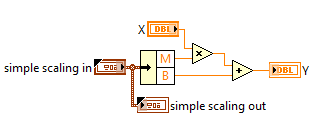 X DBL
simple scaling in
M
B
DBL Y
simple scaling out